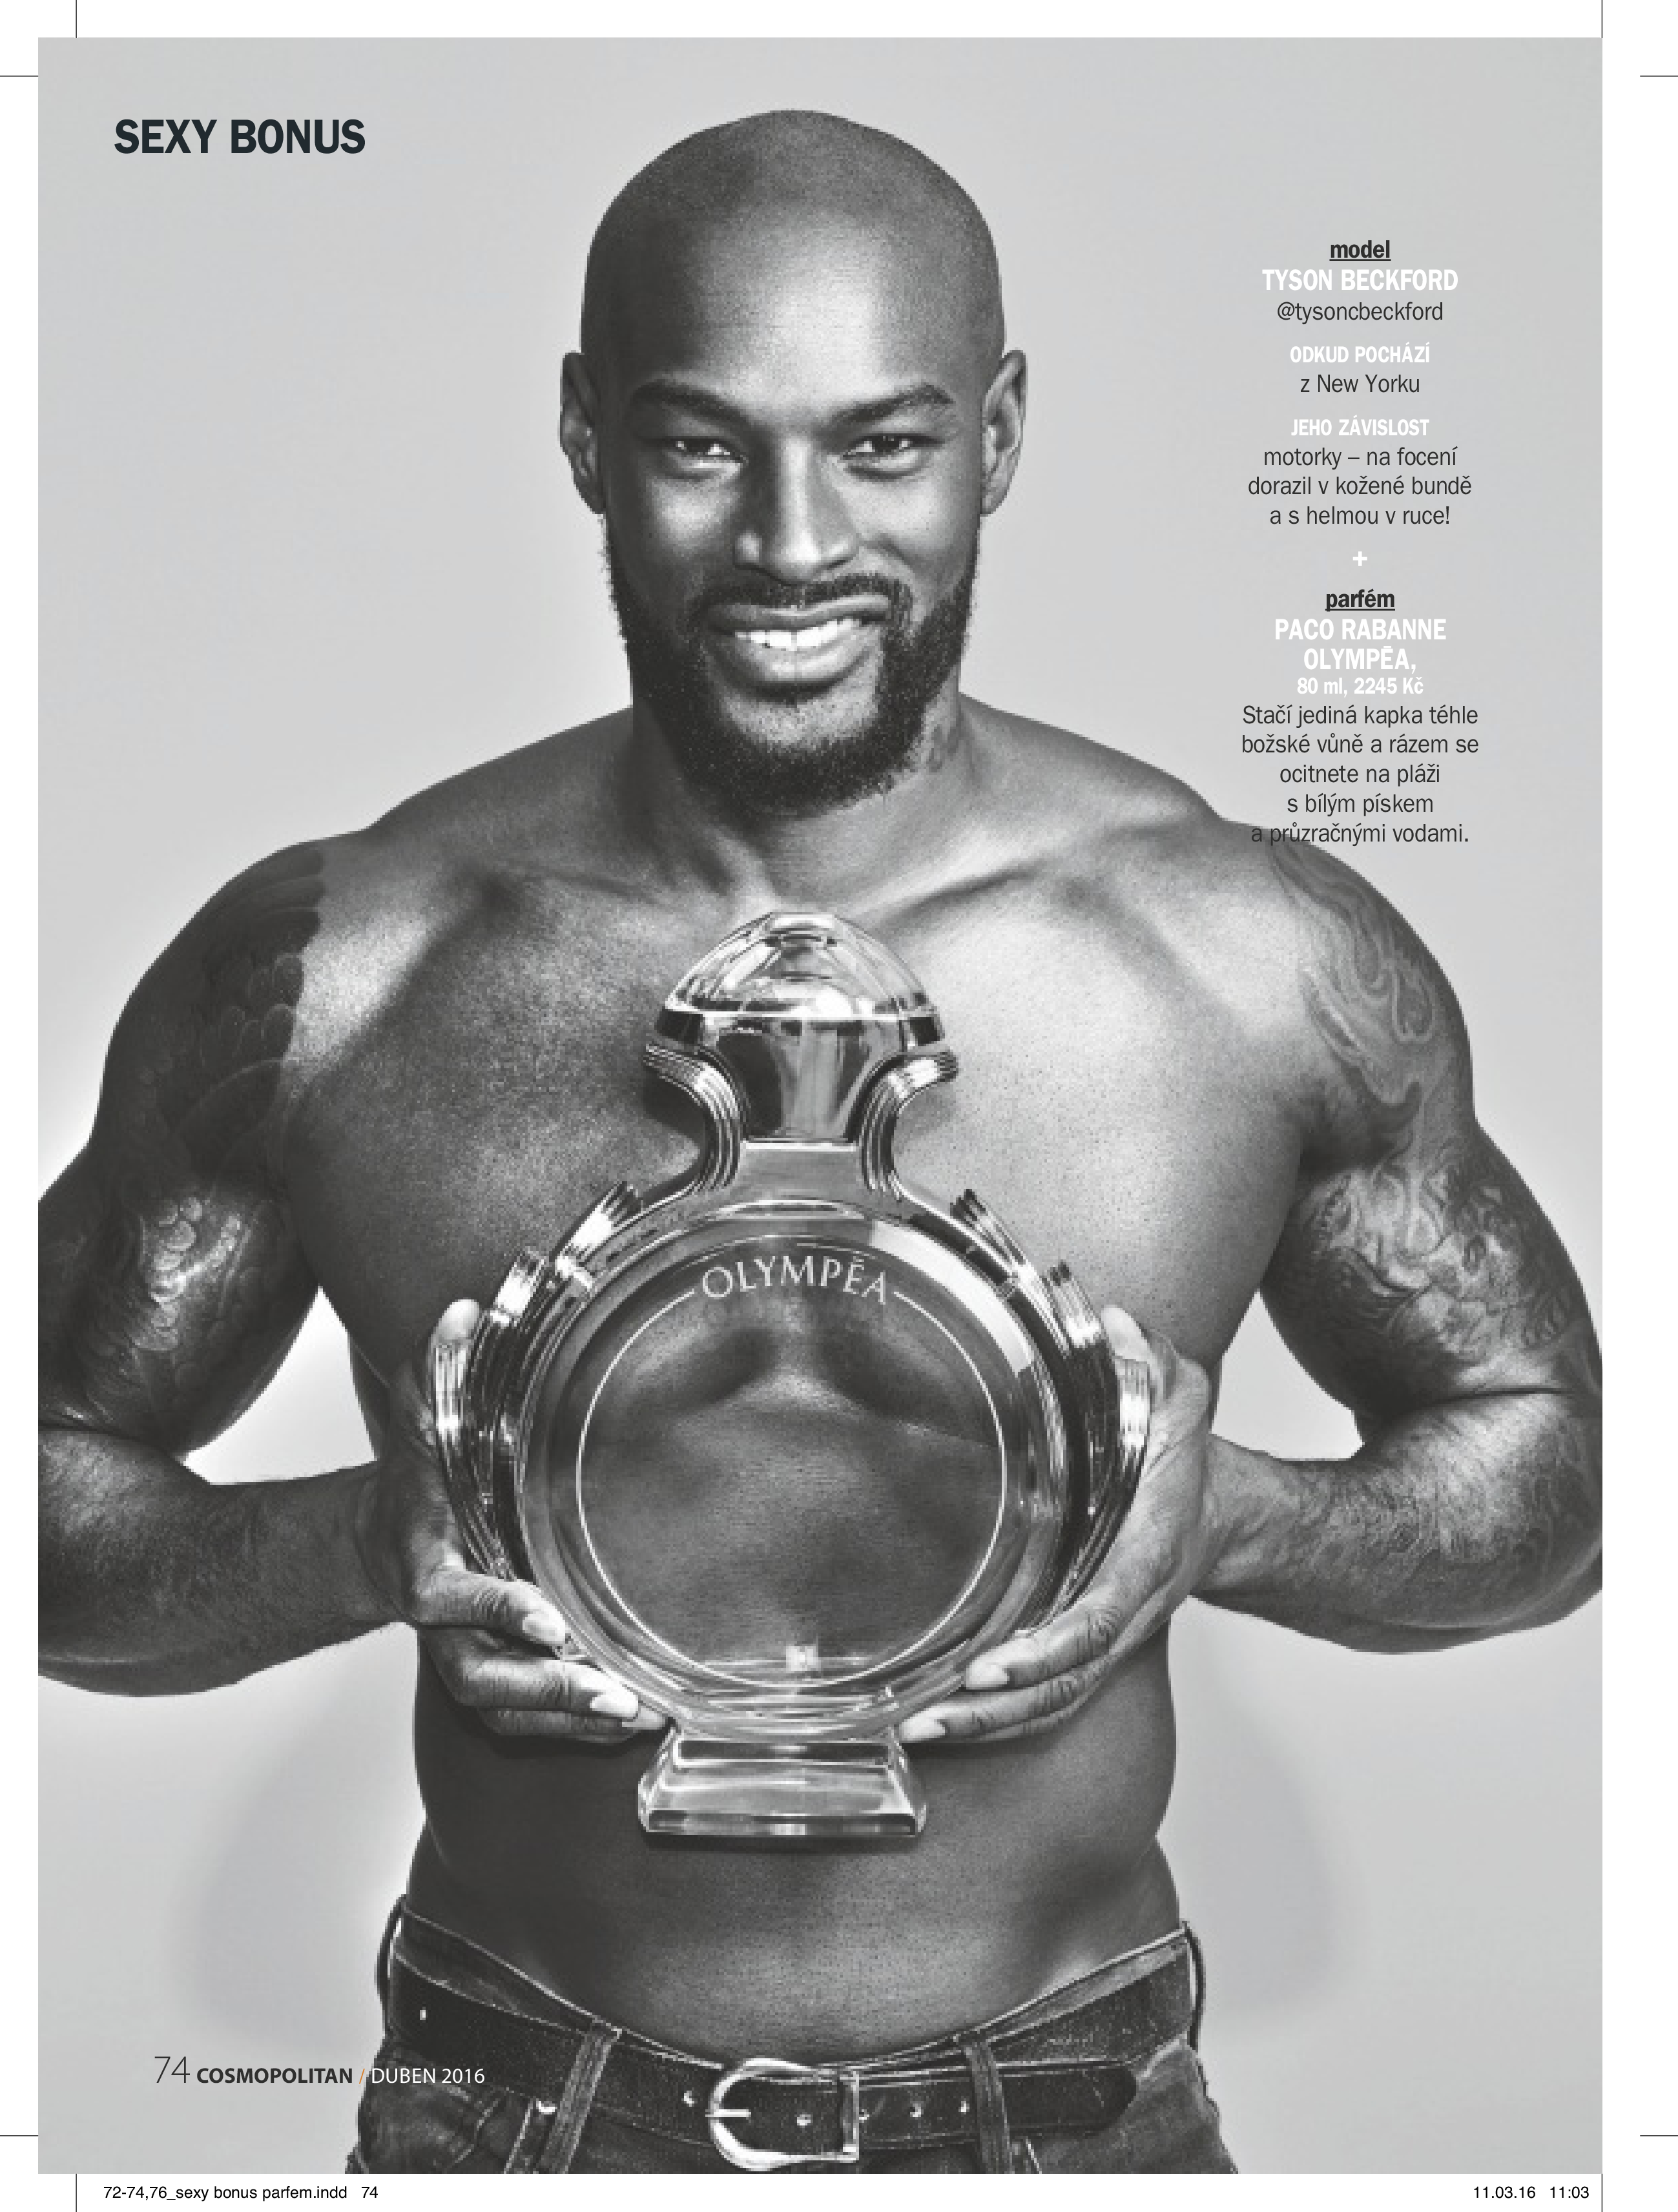 SEXY BONUS
model
TYSON BECKFORD
@tysoncbeckford
ODKUD POCHÁZÍ
z New Yorku
JEHO ZÁVISLOST
motorky – na focení
dorazil v kožené bundě
a s helmou v ruce!
+
parfém
PACO RABANNE
OLYMPĒA,
80 ml, 2245 Kč
Stačí jediná kapka téhle
božské vůně a rázem se
ocitnete na pláži
s bílým pískem
a průzračnými vodami.
OLYMPĒA
74 COSMOPOLITAN / DUBEN 2016
72-74,76_sexy bonus parfem.indd 74
11.03.16 11:03